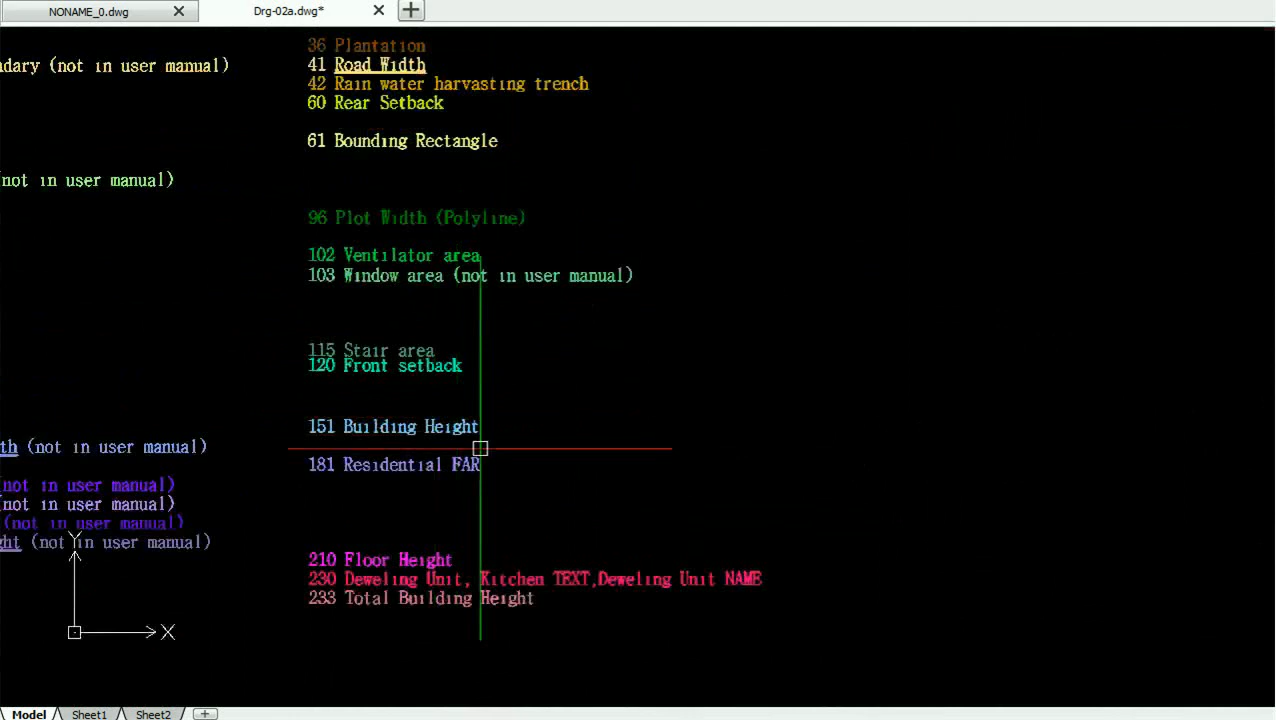 NONAME_0.dwg
Drg-02a.dwg*
36 Plantation
dary (not in user manual)
41 Road Width
42 Rain water harvasting trench
60 Rear Setback
61 Bounding Rectangle
(not in user manual)
96 Plot Width (Polyline)
102 Ventilator area
103 Window area (not in user manual)
115 Stair area
120 Front setback
151 Building Height
th (not in user manual)
181 Residential FAR
(not in user manual)
(not in user manual)
(not in user manual)
ght (not in user manual)
210 Floor Height
230 Deweling Unit, Kitchen TEXT,Deweling Unit NAME
233 Total Building Height
Y
X
Model Sheet1 Sheet2